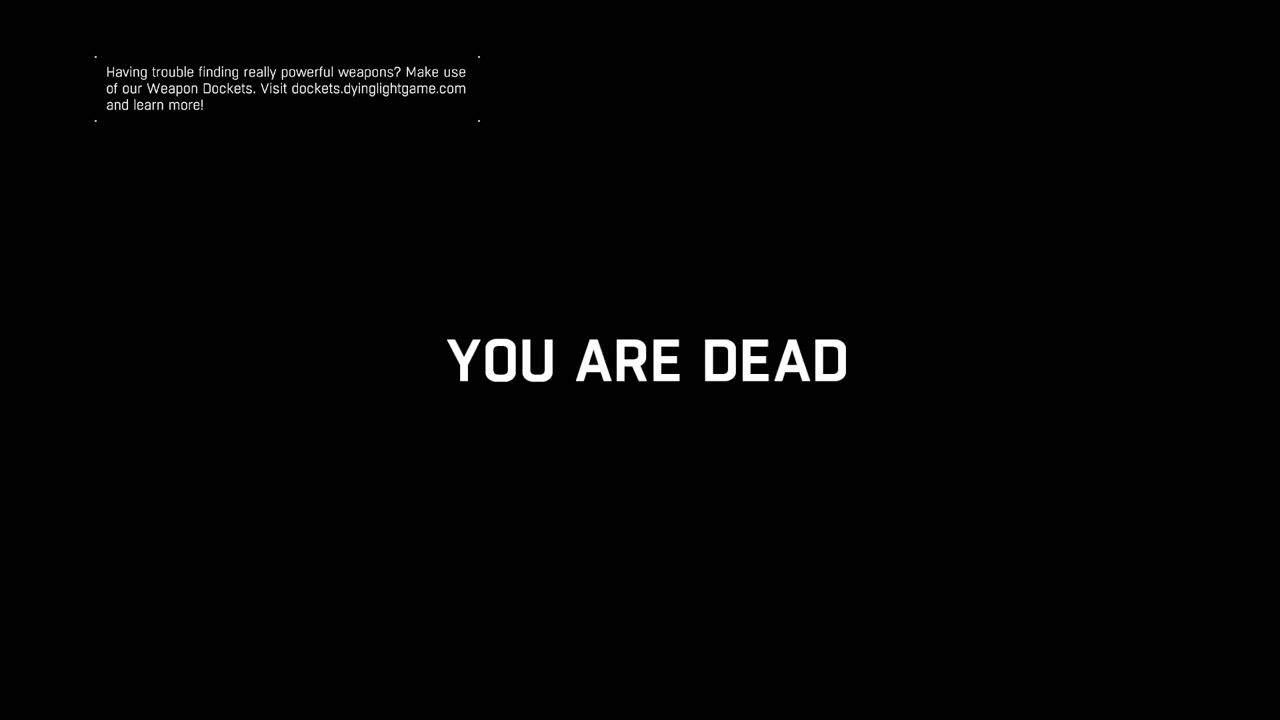 Having trouble finding really powerful weapons? Make use
of our Weapon Dockets. Visit dockets.dyinglightgame.com
and learn more!
YOU ARE DEAD